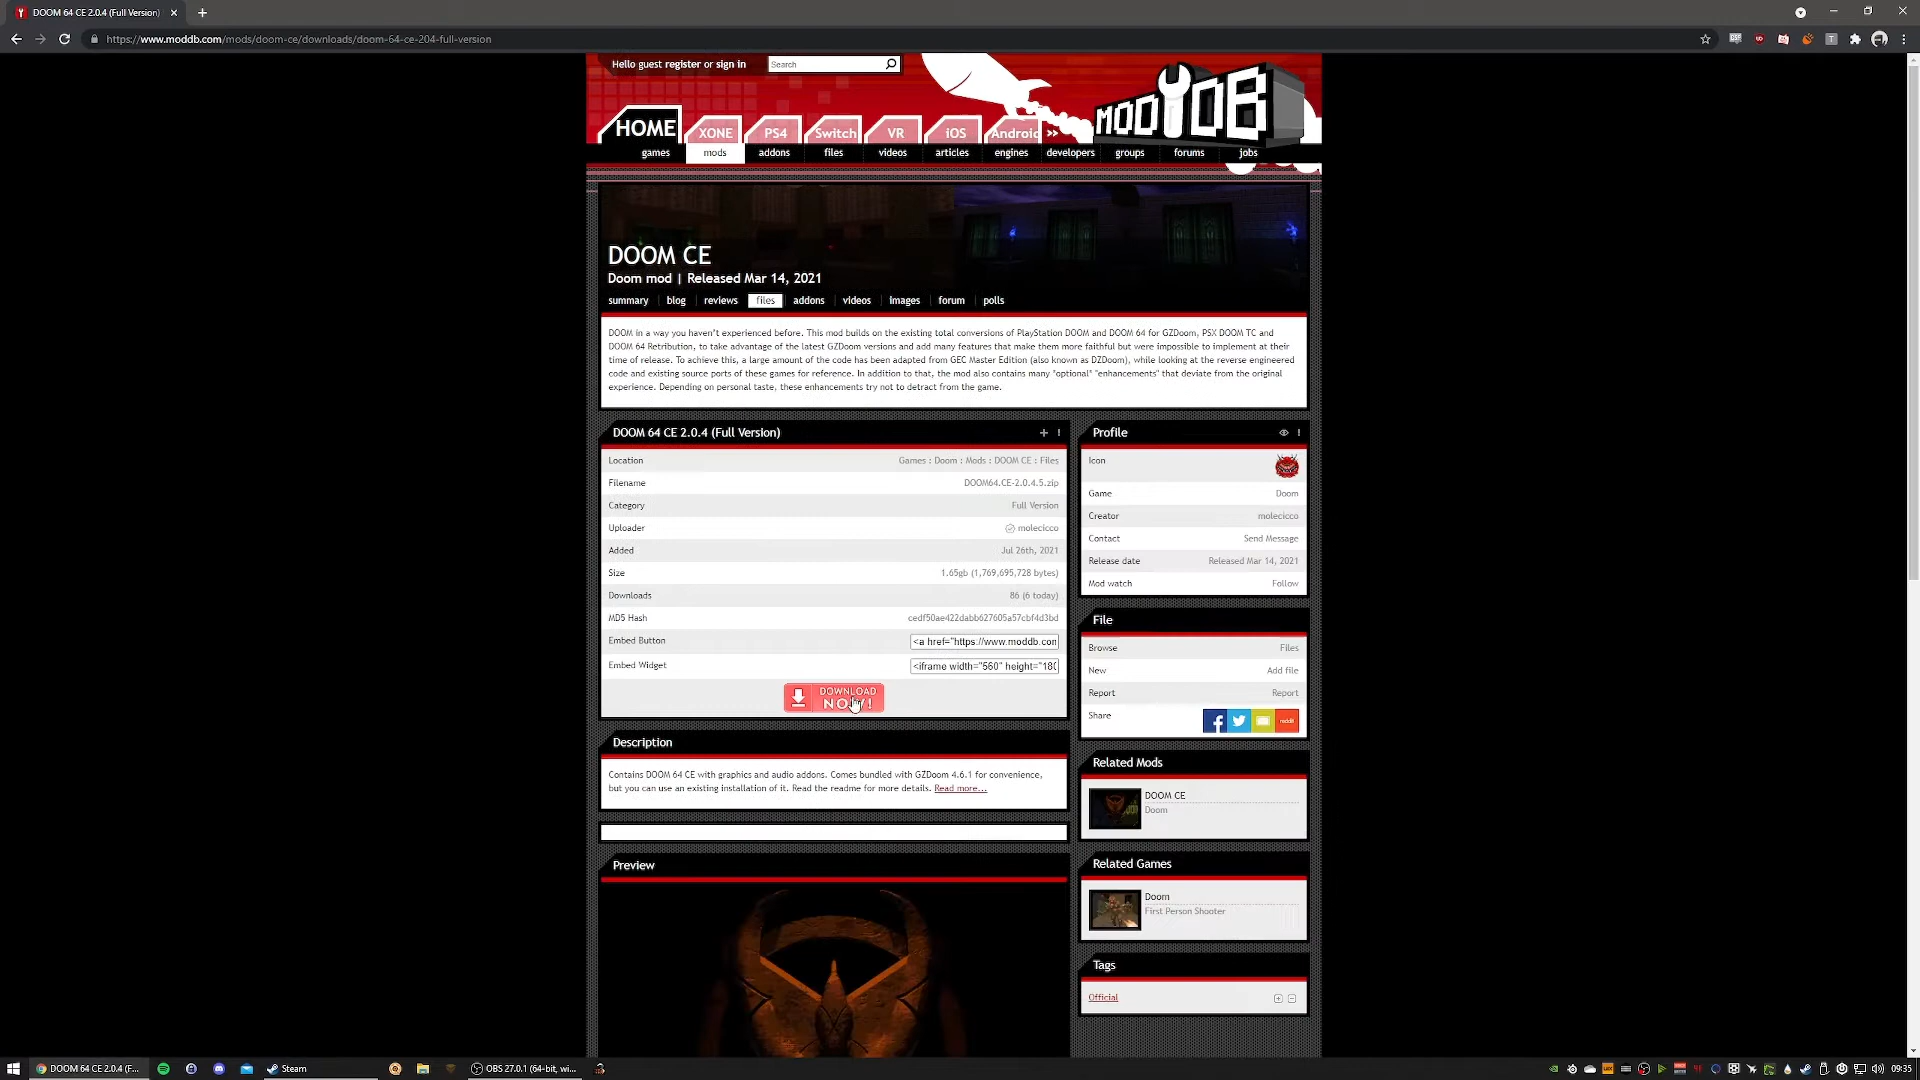 DOOM 64 CE 2.0.4 (Full Version)
https://www.moddb.com/mods/doom-ce/downloads/doom-64-ce-204-full-version
Hello guest register or sign in
Search
MODDB
HOME
XONE
PS4
Switch
VR
iOS
Android
games
mods
addons
files
videos
articles
engines
developers
groups
forums
jobs
DOOM CE
Doom mod | Released Mar 14, 2021
summary
blog
reviews
files
addons
videos
images
forum
polls
DOOM in a way you haven't experienced before. This mod builds on the existing total conversions of PlayStation DOOM and DOOM 64 for GZDoom, PSX DOOM TC and
DOOM 64 Retribution, to take advantage of the latest GZDoom versions and add many features that make them more faithful but were impossible to implement at their
time of release. To achieve this, a large amount of the code has been adapted from GEC Master Edition (also known as DZDoom), while looking at the reverse engineered
code and existing source ports of these games for reference. In addition to that, the mod also contains many "optional" "enhancements" that deviate from the original
experience. Depending on personal taste, these enhancements try not to detract from the game.
DOOM 64 CE 2.0.4 (Full Version)
Location
Games : Doom : Mods : DOOM CE : Files
Filename
DOOM64.CE-2.0.4.5.zip
Category
Full Version
Uploader
molecicco
Added
Jul 26th, 2021
Size
1.65gb (1,769,695,728 bytes)
Downloads
86 (6 today)
MD5 Hash
cedf50ae422dabb627605a57cbf4d3bd
Embed Button
<a href="https://www.moddb.com
Embed Widget
<iframe width="560" height="180
DOWNLOAD
NOW!
Description
Contains DOOM 64 CE with graphics and audio addons. Comes bundled with GZDoom 4.6.1 for convenience,
but you can use an existing installation of it. Read the readme for more details. Read more...
Preview
Profile
Icon
Game
Doom
Creator
molecicco
Contact
Send Message
Release date
Released Mar 14, 2021
Mod watch
Follow
File
Browse
Files
New
Add file
Report
Report
Share
reddit
Related Mods
DOOM CE
Doom
Related Games
Doom
First Person Shooter
Tags
Official
DOOM 64 CE 2.0.4 (F...
Steam
OBS 27.0.1 (64-bit, wi...
09:35